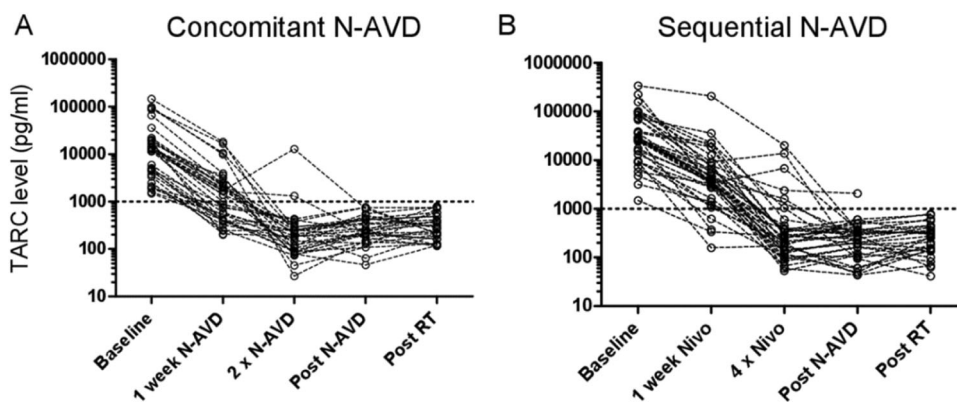 A Concomitant N-AVD
TARC level (pg/ml)
1000000
100000
10000
1000
100
10
Baseline
1 week N-AVD
2 x N-AVD
Post N-AVD
Post RT
B Sequential N-AVD
1000000
100000
10000
1000
100
10
Baseline
1 week Nivo
4 x Nivo
Post N-AVD
Post RT